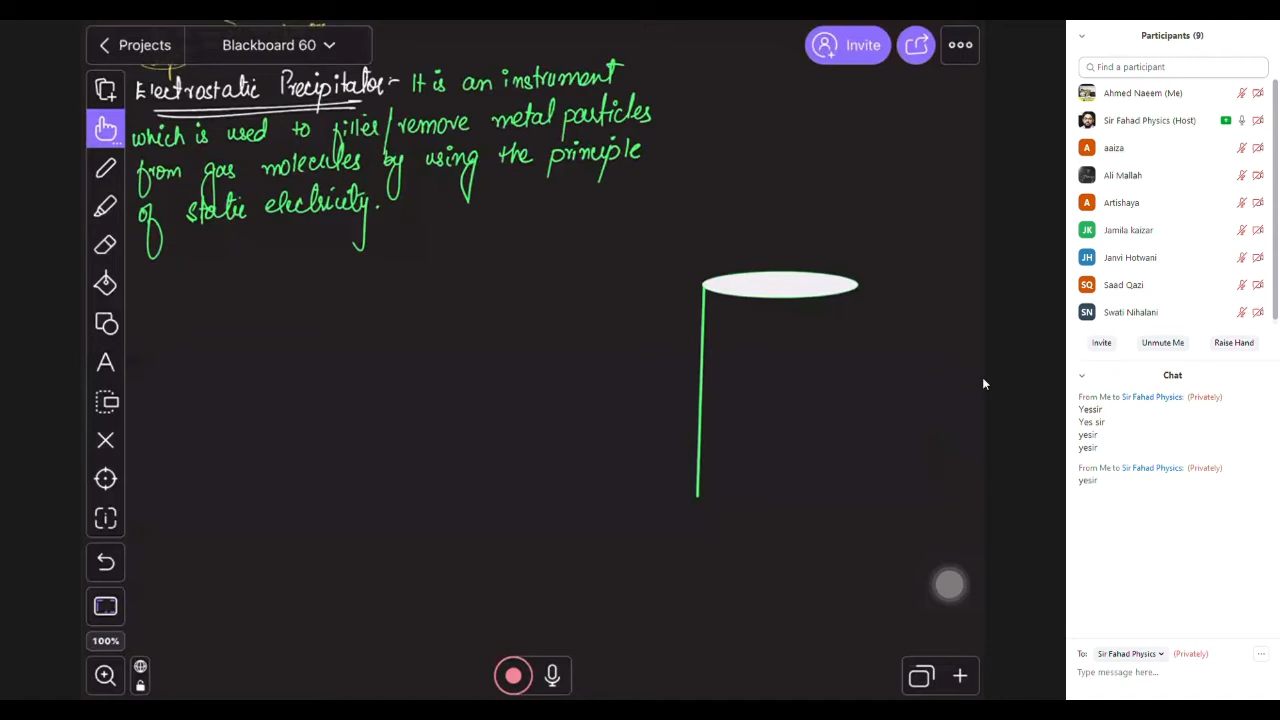 Projects
Blackboard 60
Invite
Electrostatic Precipitator:- It is an instrument
which is used to filter/remove metal particles
from gas molecules by using the principle
of static electricity.
A
100%
Participants (9)
Find a participant
Ahmed Naeem (Me)
Sir Fahad Physics (Host)
A aaiza
Ali Mallah
A Artishaya
JK Jamila kaizar
JH Janvi Hotwani
SQ Saad Qazi
SN Swati Nihalani
Invite Unmute Me Raise Hand
Chat
From Me to Sir Fahad Physics: (Privately)
Yessir
Yes sir
yesir
yesir
From Me to Sir Fahad Physics: (Privately)
yesir
To: Sir Fahad Physics (Privately)
Type message here...